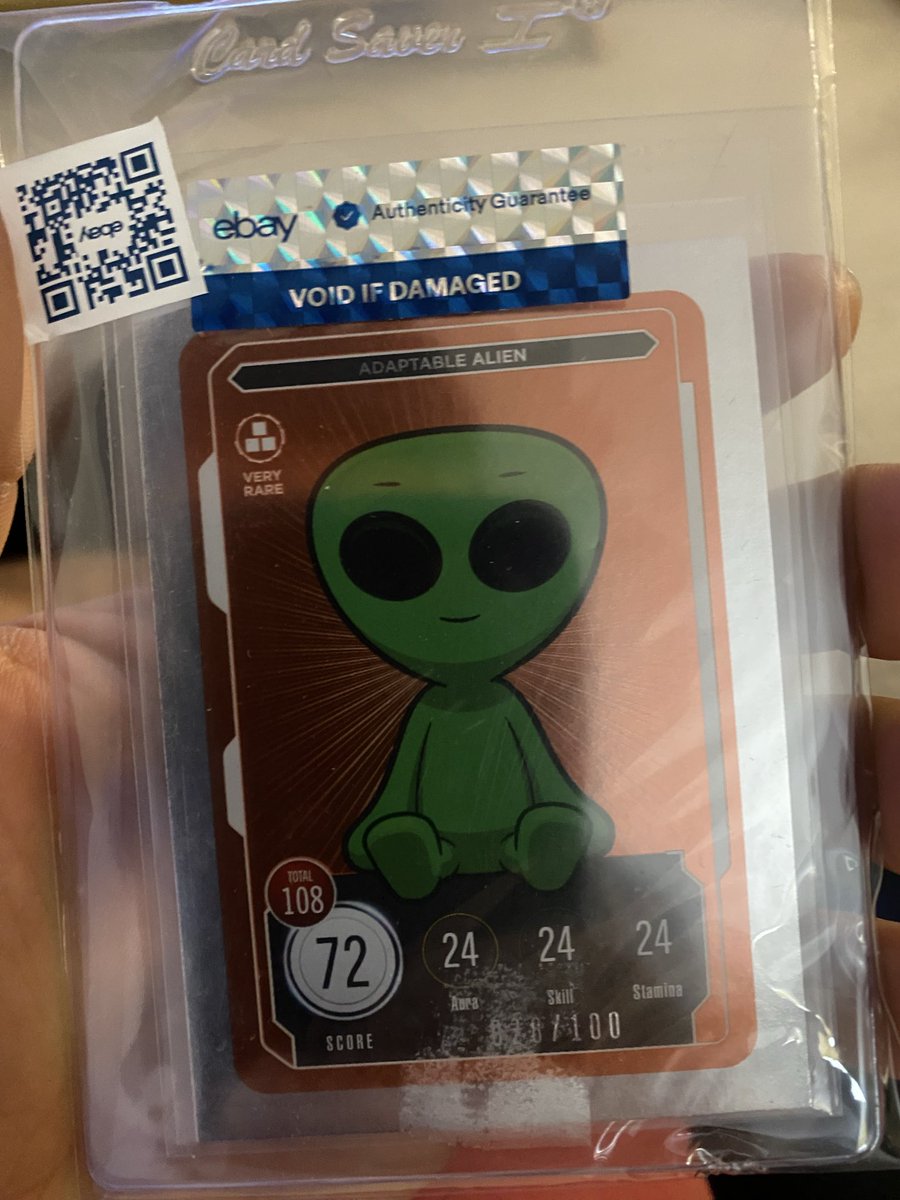 Card Saver I
ebay
ebay Authenticity Guarantee
VOID IF DAMAGED
ADAPTABLE ALIEN
VERY
RARE
TOTAL
108
72 24 24 24
Aura Skill Stamina
/100
SCORE